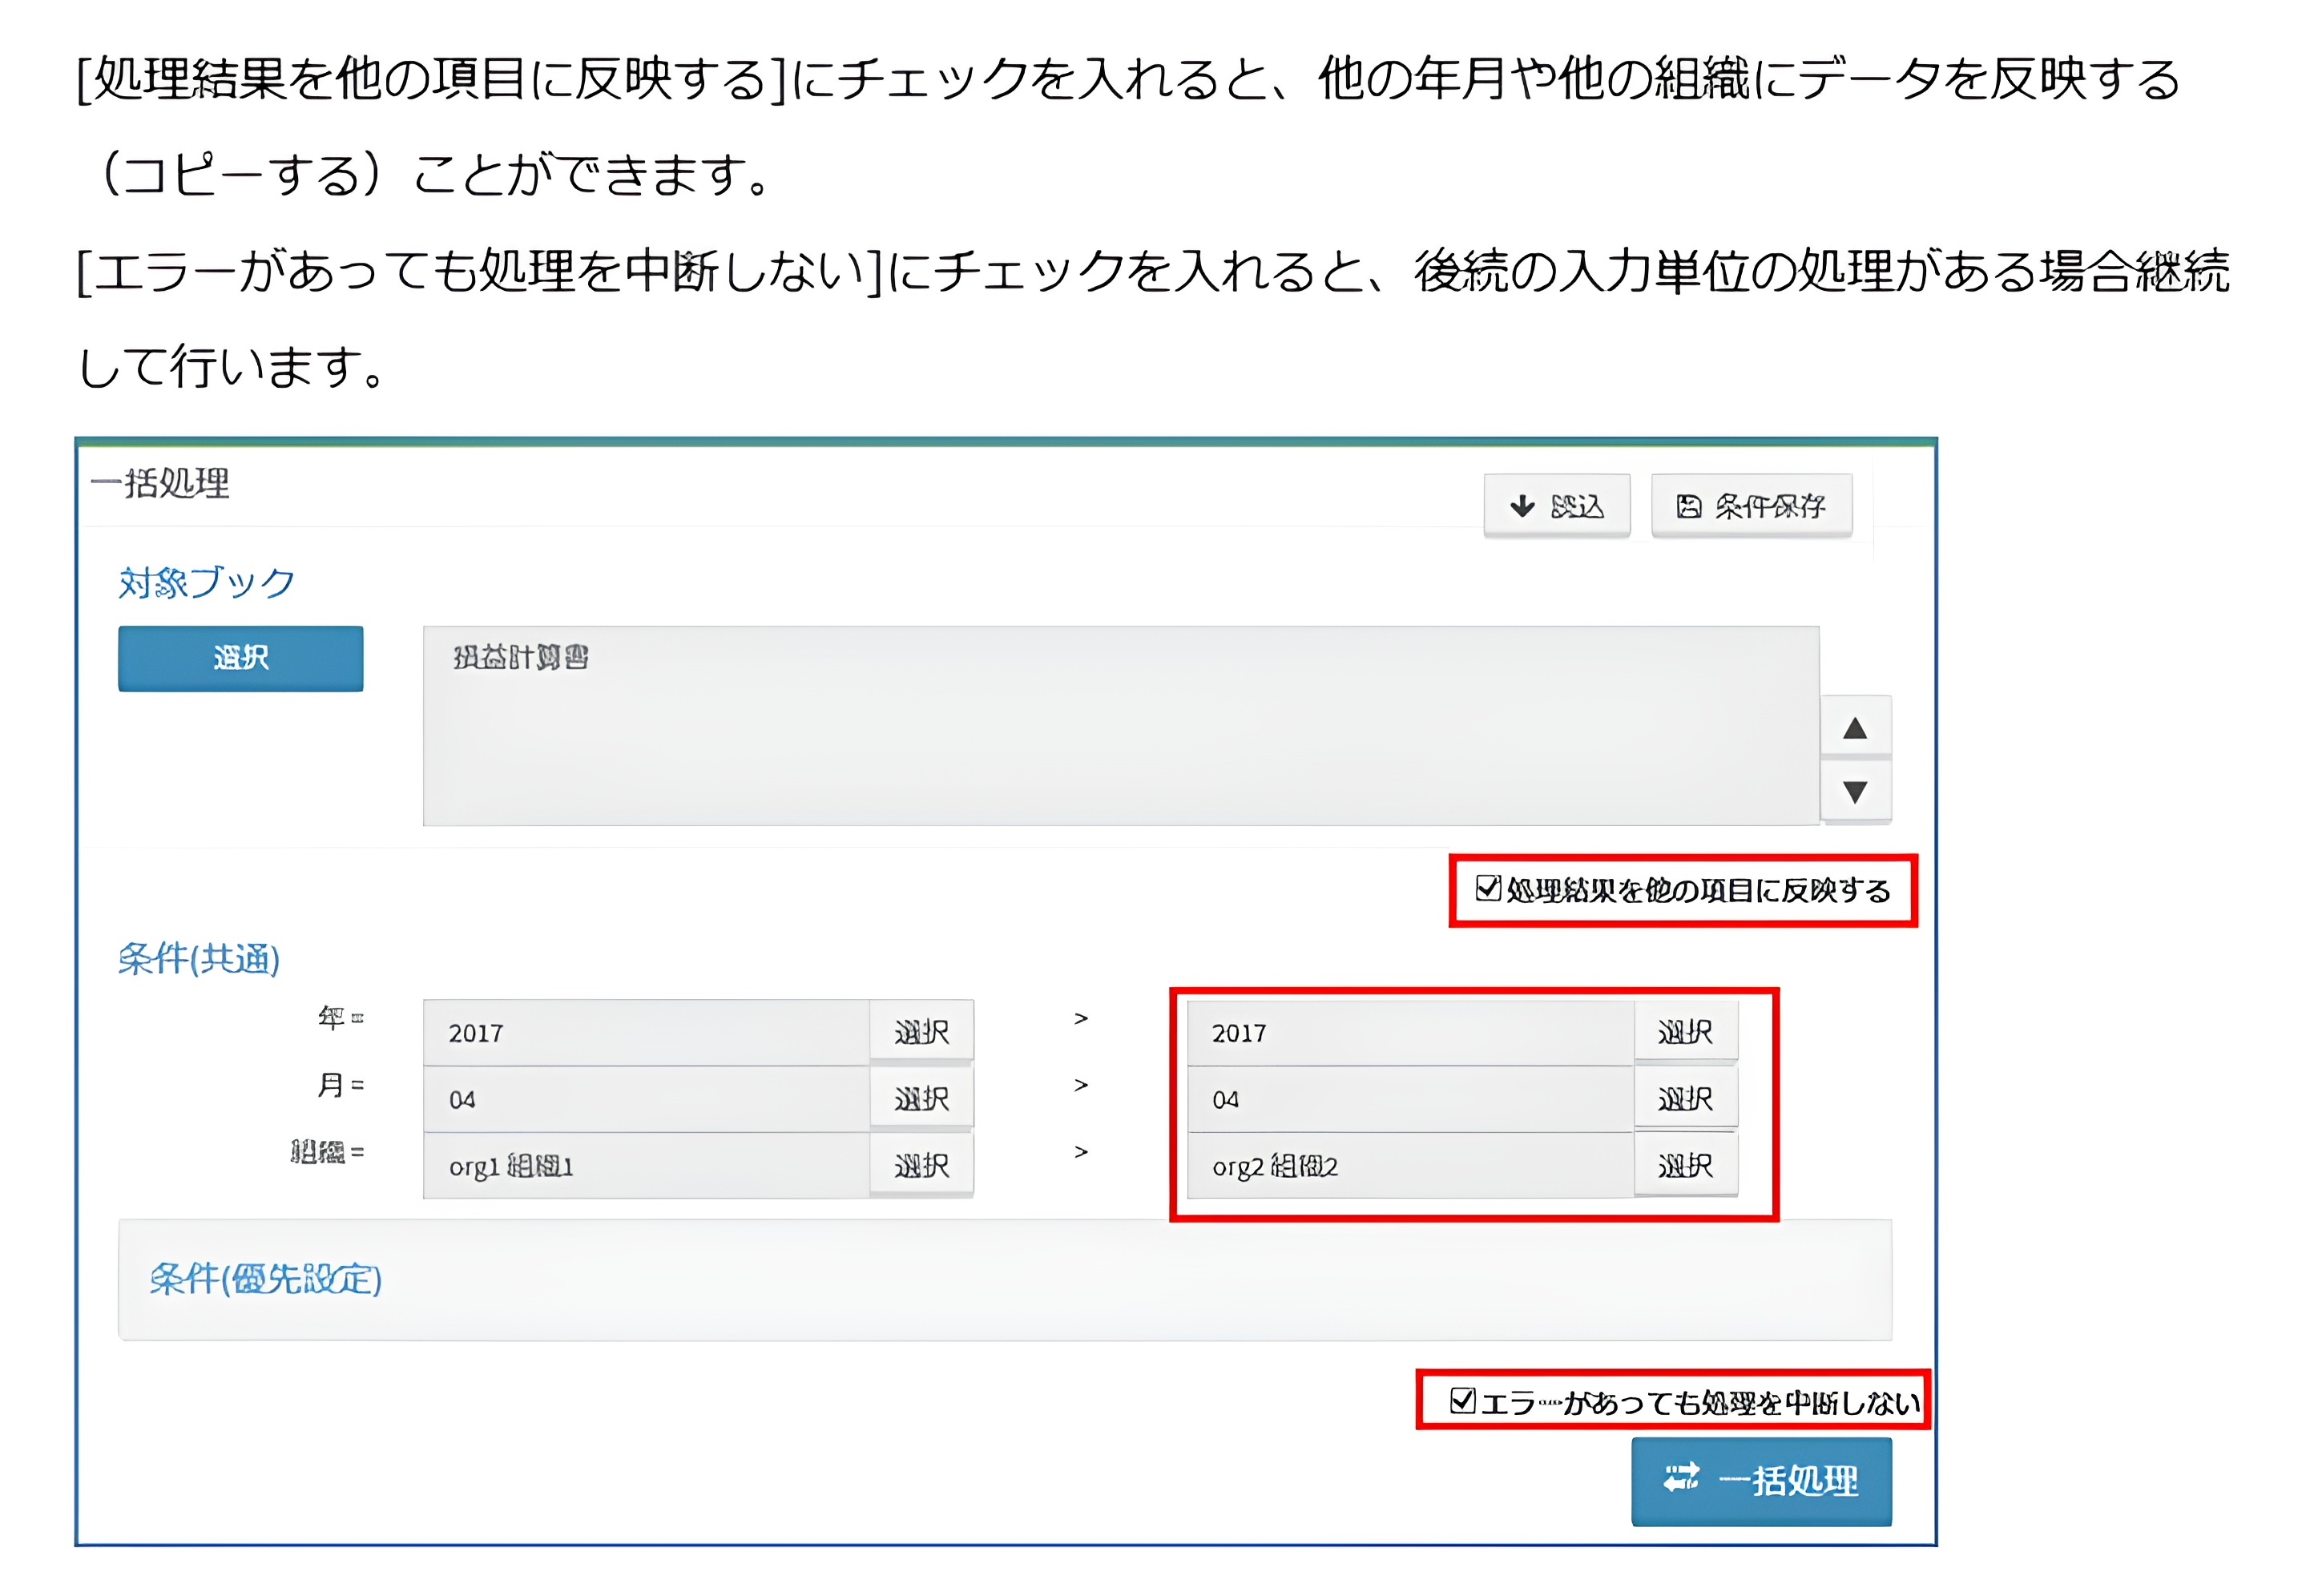 [処理結果を他の項目に反映する]にチェックを入れると、他の年月や他の組織にデータを反映する
（コピーする）ことができます。
[エラーがあっても処理を中断しない]にチェックを入れると、後続の入力単位の処理がある場合継続
して行います。
一括処理
読込 条件保存
対象ブック
選択 損益計算書
処理結果を他の項目に反映する
条件(共通)
年 = 2017 選択 > 2017 選択
月 = 04 選択 > 04 選択
組織 = org1 組織1 選択 > org2 組織2 選択
条件(優先設定)
エラーがあっても処理を中断しない
一括処理